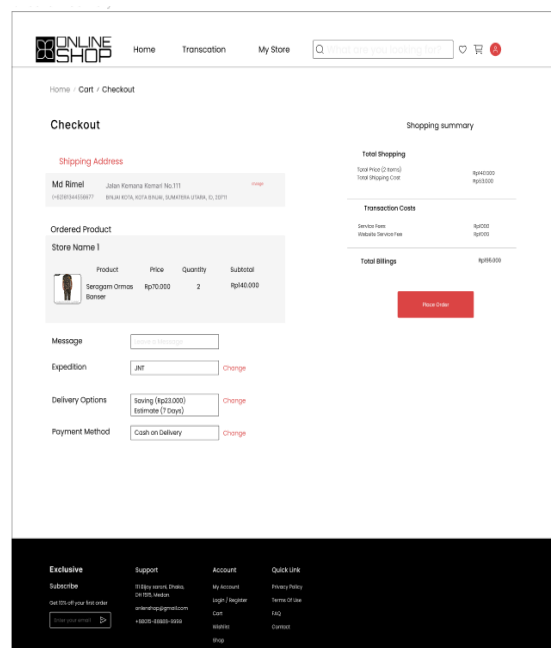 ONLINE
SHOP
Home
Transcation
My Store
What are you looking for?
Home / Cart / Checkout
Checkout
Shopping summary
Shipping Address
Md Rimel
Jalan Kemana Kemari No.111
BINJAI KOTA, KOTA BINJAI, SUMATERA UTARA, ID, 20711
Total Shopping
Total Price (2 items)
Rp140.000
Total Shopping Cost
Transaction Costs
Service Fees
Rp1000
Website Service Fee
Rp1000
Total Billings
Place Order
Ordered Product
Store Name 1
Product Price Quantity Subtotal
Seragam Ormas Rp70.000 2 Rp140.000
Banser
Message
Leave a Message
Expedition
JNT
Change
Delivery Options
Saving (Rp23.000)
Estimate (7 Days)
Change
Payment Method
Cash on Delivery
Change
Exclusive
Subscribe
Get 10% off your first order
Enter your email
Support
DH 1515, Medan
Account
My Account
Login / Register
Cart
Wishlist
Shop
Quick Link
Privacy Policy
Terms Of Use
FAQ
Contact